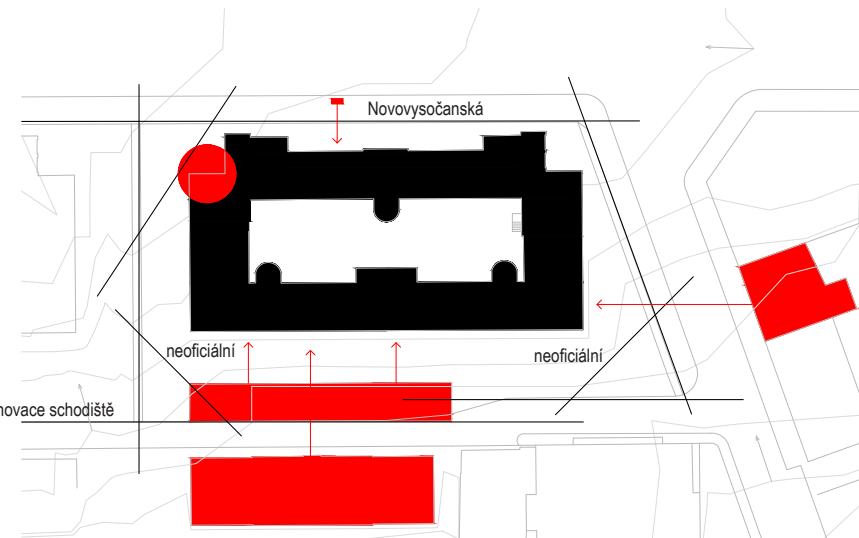 Novovysočanská
neoficiální
neoficiální
novace schodiště